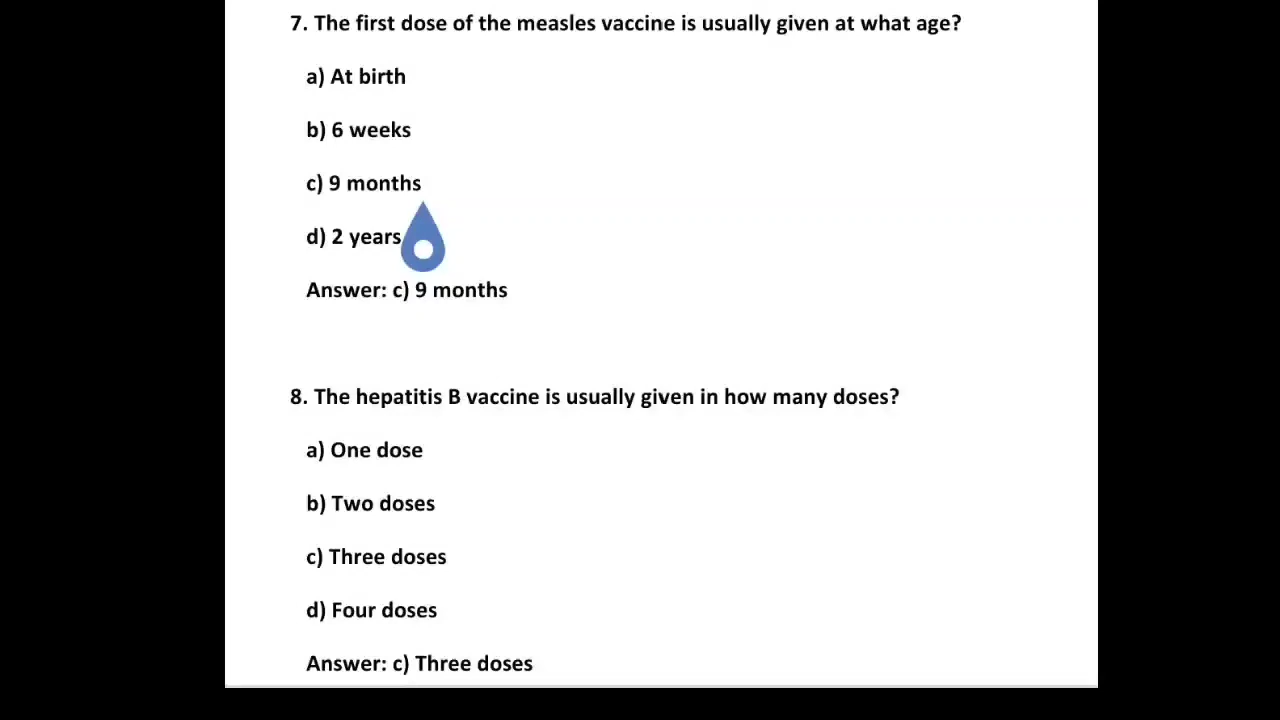 7. The first dose of the measles vaccine is usually given at what age?
a) At birth
b) 6 weeks
c) 9 months
d) 2 years
Answer: c) 9 months
8. The hepatitis B vaccine is usually given in how many doses?
a) One dose
b) Two doses
c) Three doses
d) Four doses
Answer: c) Three doses